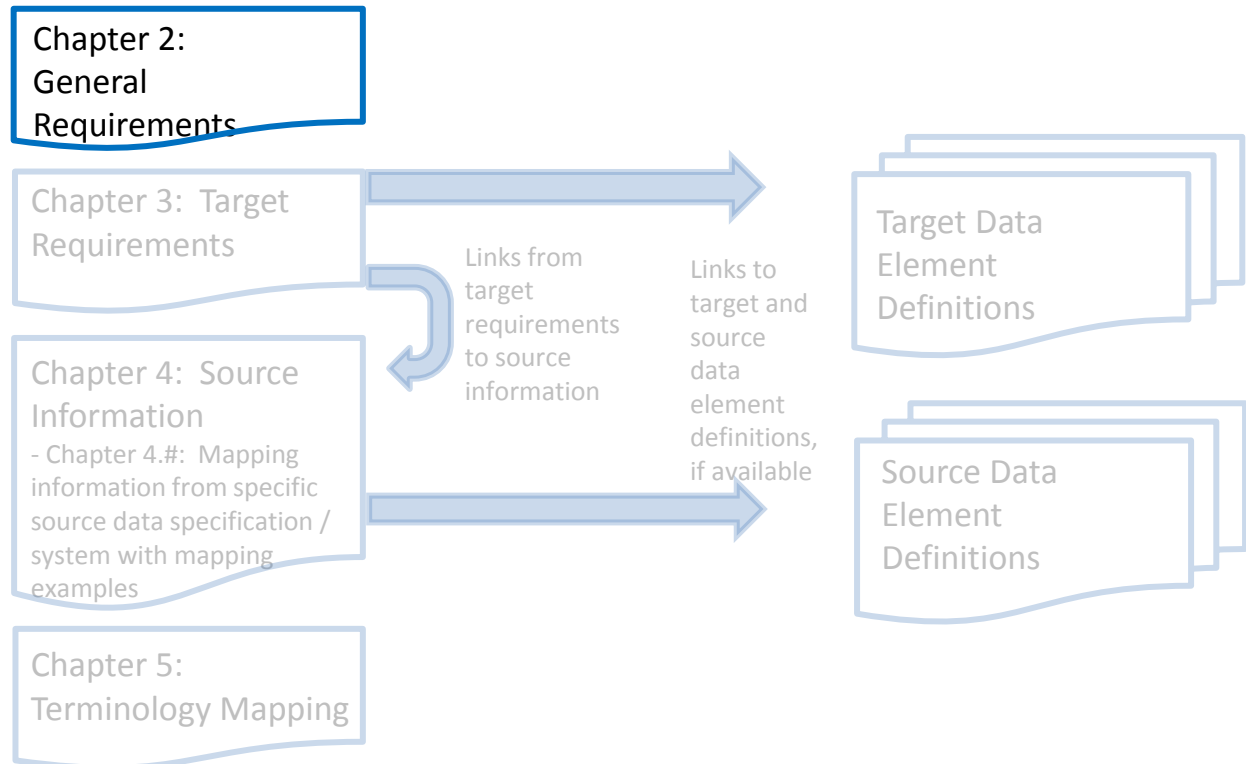 Chapter 2:
General
Requirements
Chapter 3:  Target
Requirements
Links from
target
requirements
to source
information
Links to
target and
source
data
element
definitions,
if available
Target Data
Element
Definitions
Chapter 4:  Source
Information
- Chapter 4.#:  Mapping
information from specific
source data specification /
system with mapping
examples
Source Data
Element
Definitions
Chapter 5:
Terminology Mapping